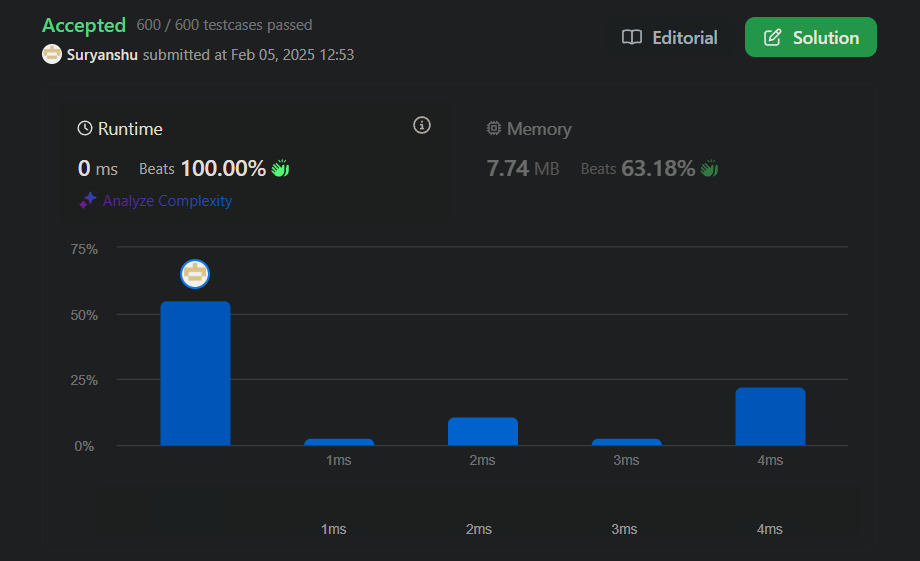 Accepted 600 / 600 testcases passed
Suryanshu submitted at Feb 05, 2025 12:53
Editorial
Solution
Runtime
0 ms Beats 100.00%
Analyze Complexity
Memory
7.74 MB Beats 63.18%
75%
50%
25%
0%
1ms 2ms 3ms 4ms
1ms 2ms 3ms 4ms